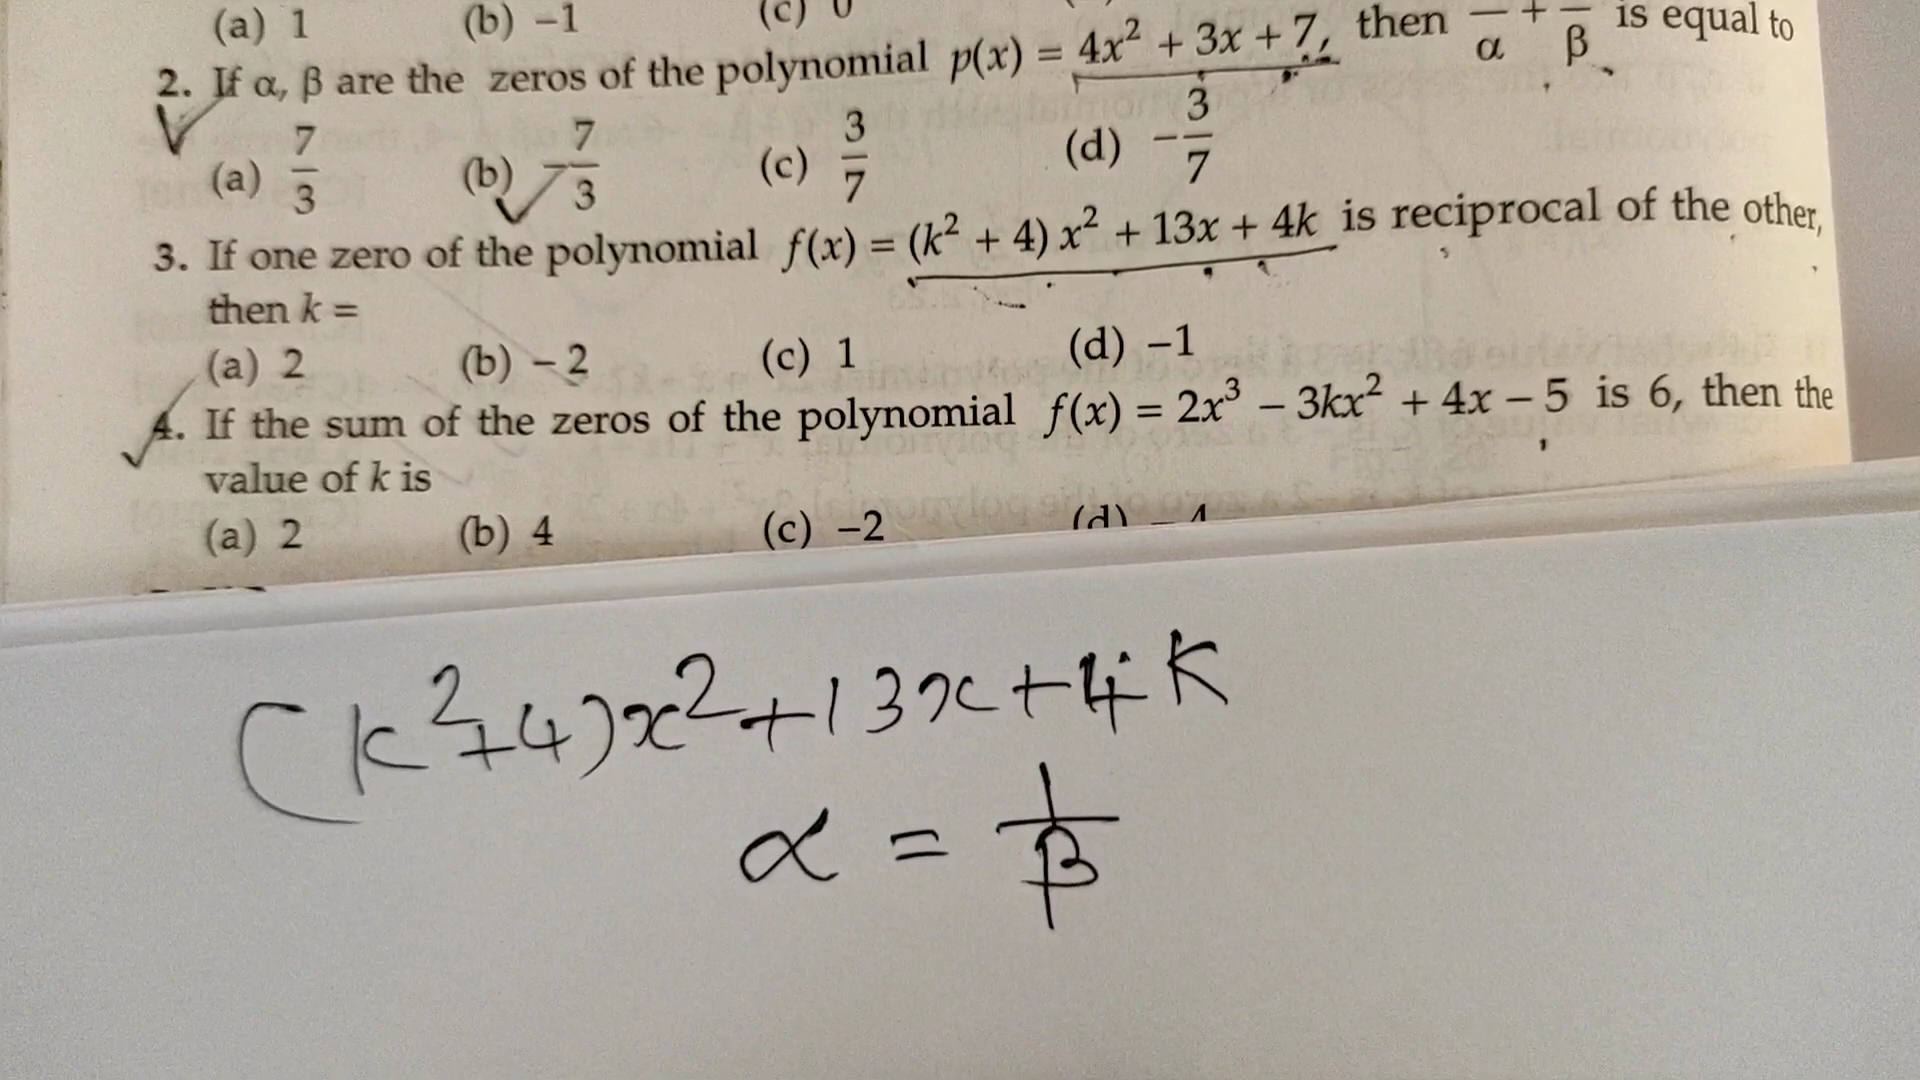 (a) 1 (b) –1 (c) 0
2. If α, β are the zeros of the polynomial p(x) = 4x² + 3x + 7, then —/α + —/β is equal to
(a) 7/3 (b) –7/3 (c) 3/7 (d) –3/7
3. If one zero of the polynomial f(x) = (k² + 4) x² + 13x + 4k is reciprocal of the other,
then k =
(a) 2 (b) – 2 (c) 1 (d) –1
4. If the sum of the zeros of the polynomial f(x) = 2x³ – 3kx² + 4x – 5 is 6, then the
value of k is
(a) 2 (b) 4 (c) –2 (d) – 4
(k²+4)x²+13x+4k
α = 1/β